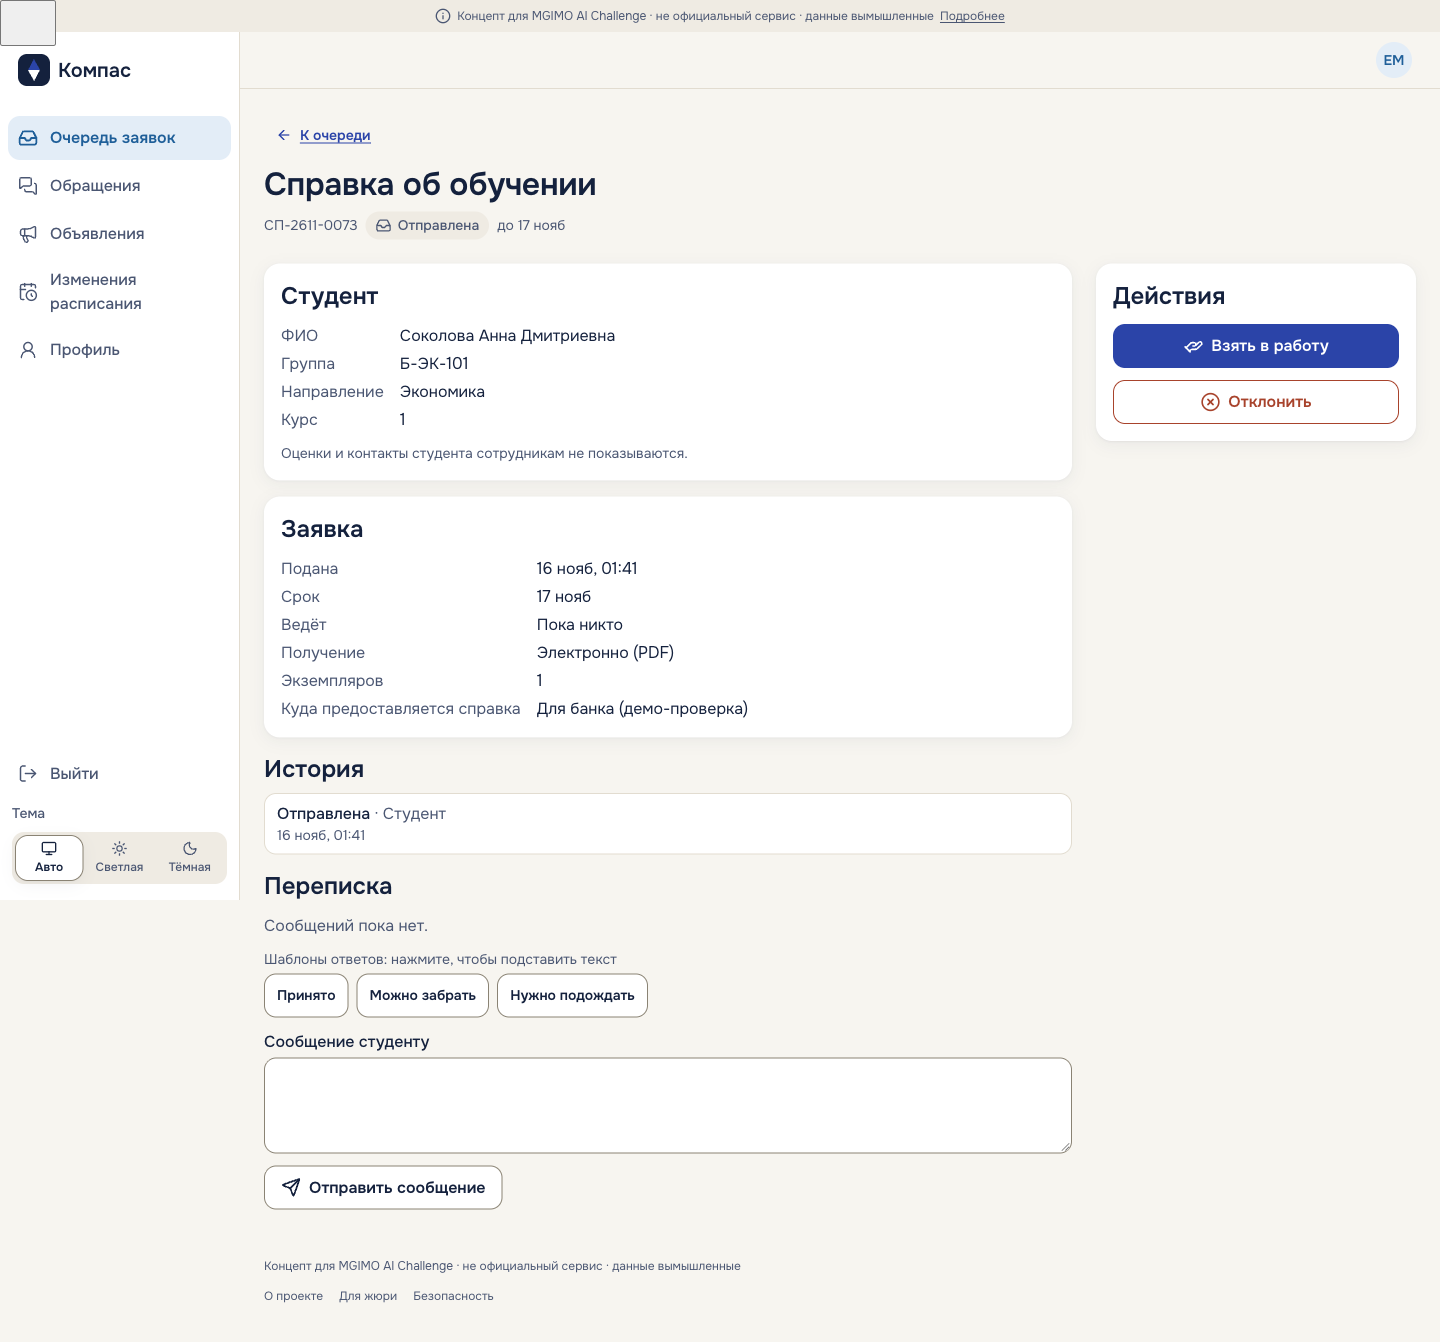 Концепт для MGIMO AI Challenge · не официальный сервис · данные вымышленные Подробнее
Компас
ЕМ
Очередь заявок
Обращения
Объявления
Изменения
расписания
Профиль
Выйти
Тема
Авто
Светлая
Тёмная
К очереди
Справка об обучении
СП-2611-0073 Отправлена до 17 нояб
Студент
ФИО Соколова Анна Дмитриевна
Группа Б-ЭК-101
Направление Экономика
Курс 1
Оценки и контакты студента сотрудникам не показываются.
Действия
Взять в работу
Отклонить
Заявка
Подана 16 нояб, 01:41
Срок 17 нояб
Ведёт Пока никто
Получение Электронно (PDF)
Экземпляров 1
Куда предоставляется справка Для банка (демо-проверка)
История
Отправлена · Студент
16 нояб, 01:41
Переписка
Сообщений пока нет.
Шаблоны ответов: нажмите, чтобы подставить текст
Принято Можно забрать Нужно подождать
Сообщение студенту
Отправить сообщение
Концепт для MGIMO AI Challenge · не официальный сервис · данные вымышленные
О проекте Для жюри Безопасность